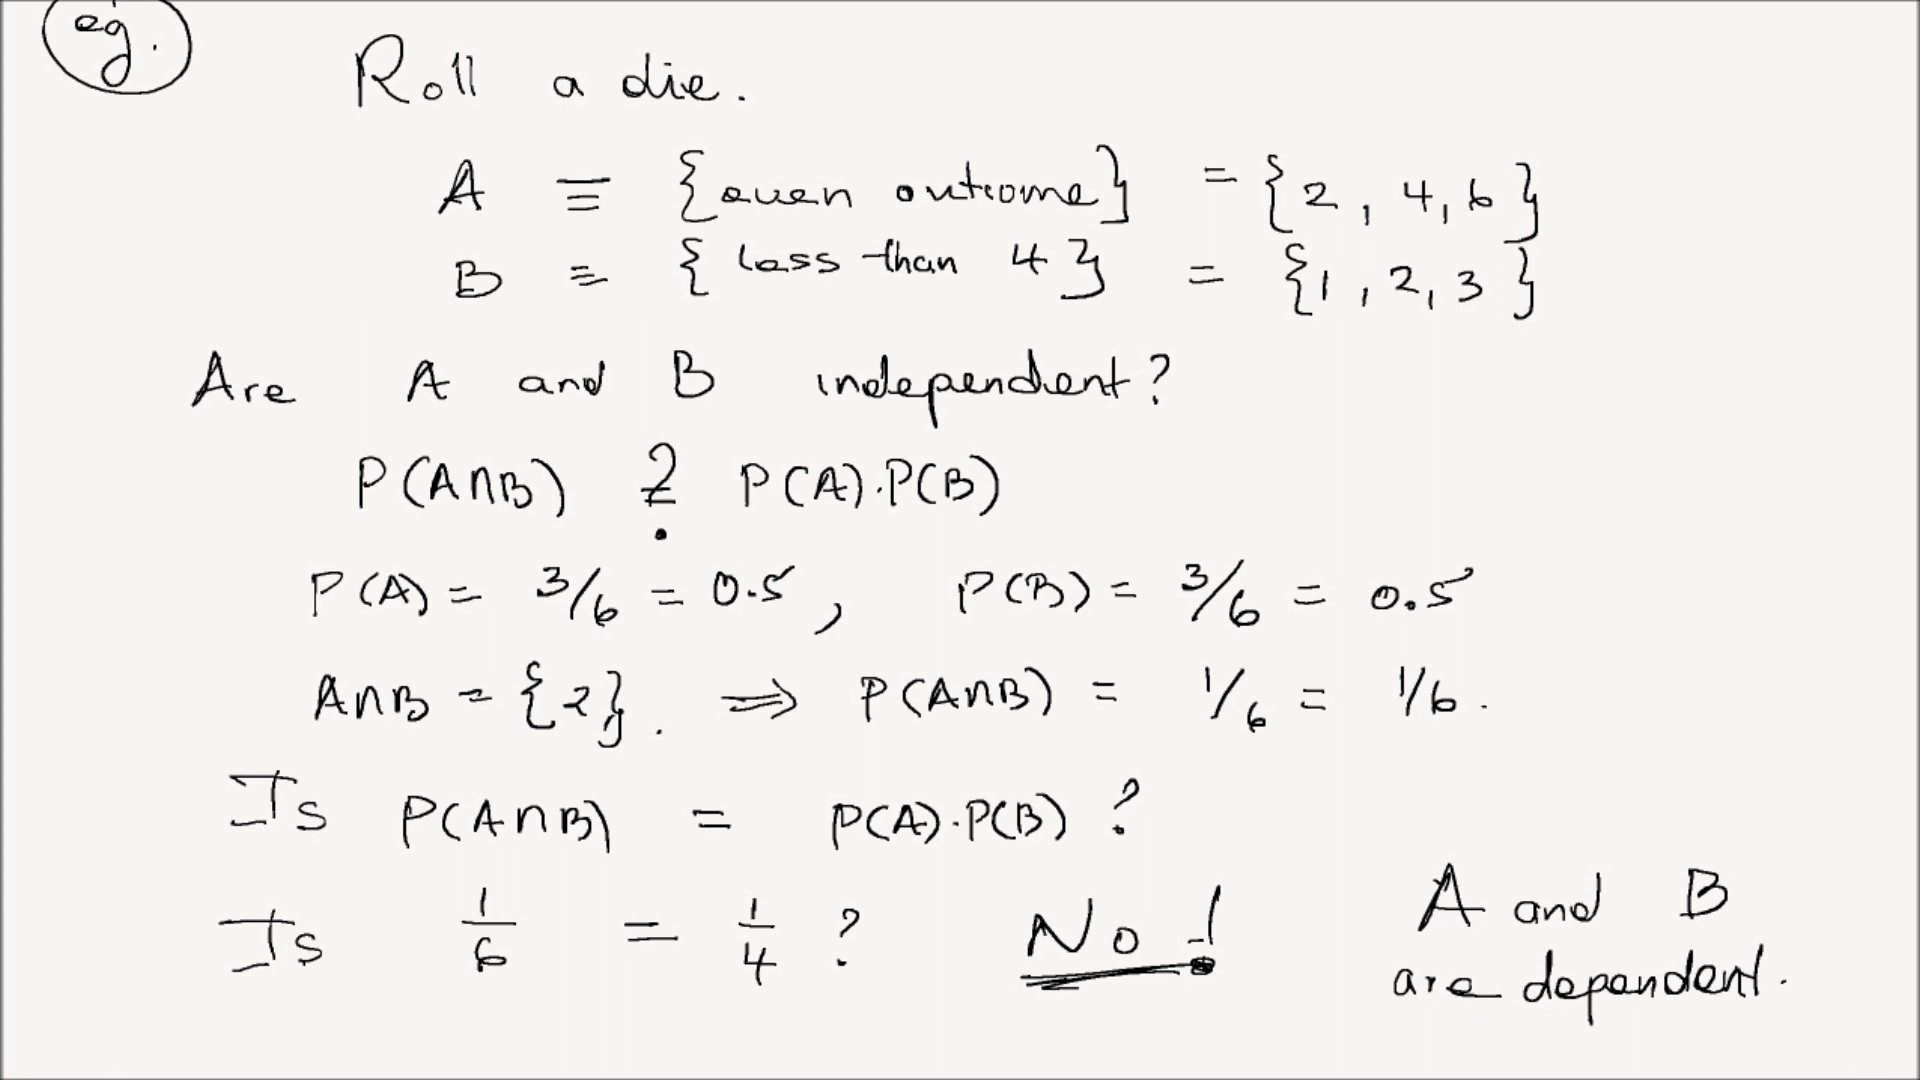 eg.
Roll a die.
A ≡ {even outcome} = {2, 4, 6}
B ≡ {less than 4} = {1, 2, 3}
Are A and B independent?
P(A∩B) ? P(A).P(B)
P(A) = 3/6 = 0.5, P(B) = 3/6 = 0.5
A∩B = {2}. ⇒ P(A∩B) = 1/6 = 1/6.
Is P(A∩B) = P(A).P(B) ?
Is 1/6 = 1/4 ? No!
A and B
are dependent.